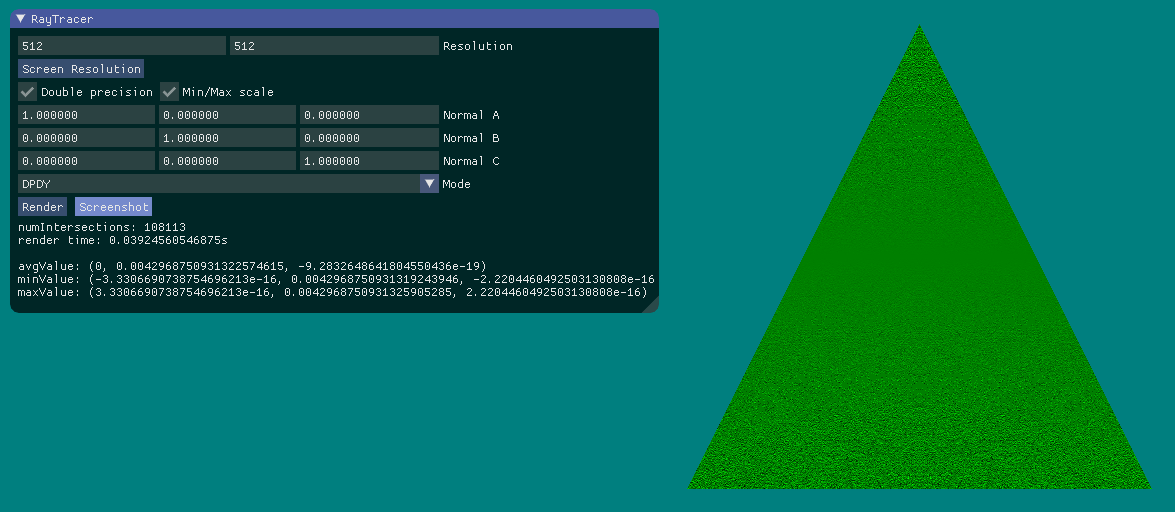 RayTracer
512 512 Resolution
Screen Resolution
Double precision Min/Max scale
1.000000 0.000000 0.000000 Normal A
0.000000 1.000000 0.000000 Normal B
0.000000 0.000000 1.000000 Normal C
DPDY Mode
Render Screenshot
numIntersections: 108113
render time: 0.03924560546875s
avgValue: (0, 0.0042968750931322574615, -9.2832648641804550436e-19)
minValue: (-3.3306690738754696213e-16, 0.0042968750931319243946, -2.2204460492503130808e-16
maxValue: (3.3306690738754696213e-16, 0.0042968750931325905285, 2.2204460492503130808e-16)